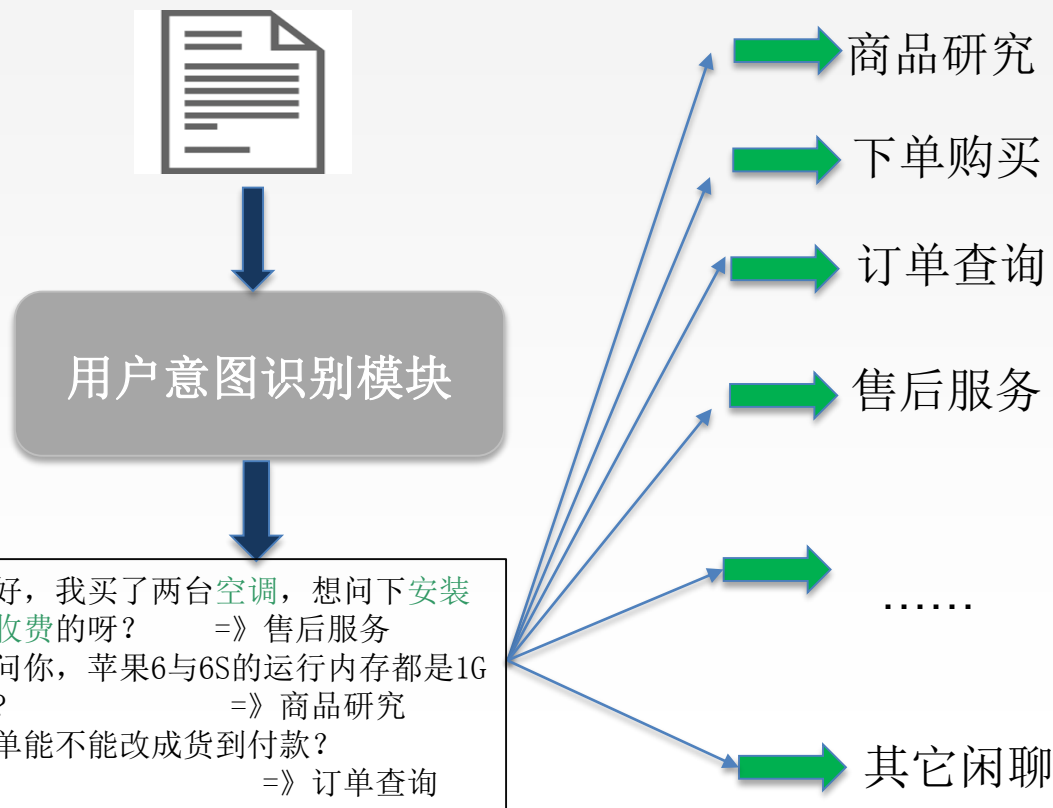 商品研究
下单购买
订单查询
用户意图识别模块
售后服务
好，我买了两台空调，想问下安装
收费的呀？ =》售后服务
问你，苹果6与6S的运行内存都是1G
? =》商品研究
单能不能改成货到付款？
=》订单查询
......
其它闲聊